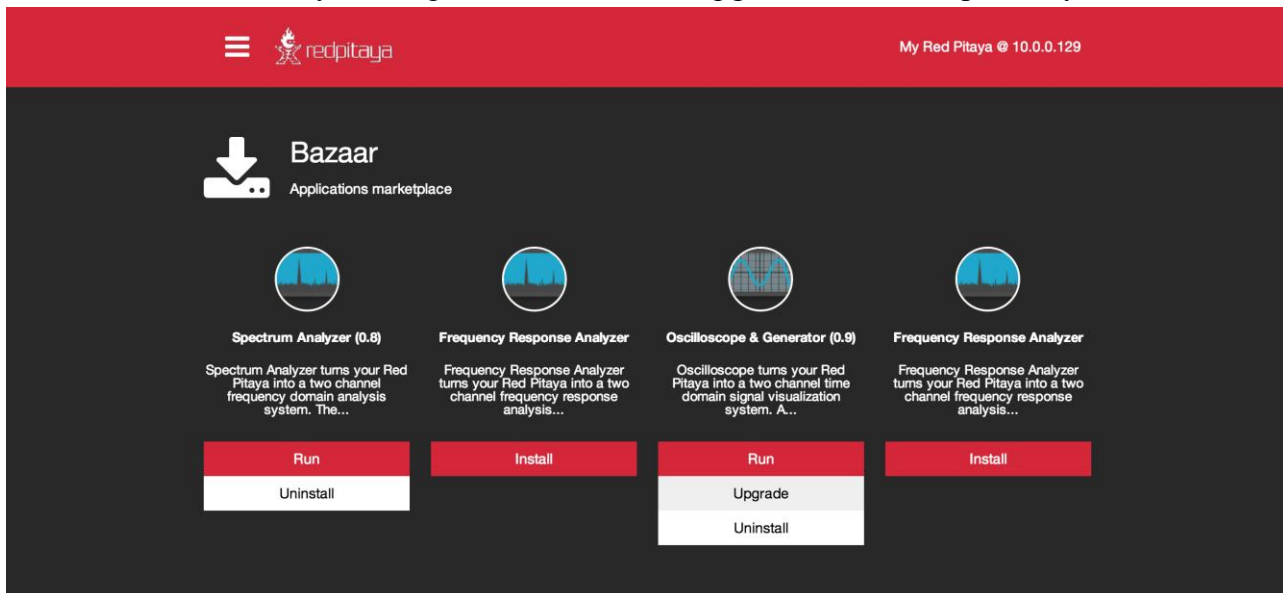 redpitaya
My Red Pitaya @ 10.0.0.129
Bazaar
Applications marketplace
Spectrum Analyzer (0.8)
Spectrum Analyzer turns your Red
Pitaya into a two channel
frequency domain analysis
system. The...
Run
Uninstall
Frequency Response Analyzer
Frequency Response Analyzer
turns your Red Pitaya into a two
channel frequency response
analysis...
Install
Oscilloscope & Generator (0.9)
Oscilloscope turns your Red
Pitaya into a two channel time
domain signal visualization
system. A...
Run
Upgrade
Uninstall
Frequency Response Analyzer
Frequency Response Analyzer
turns your Red Pitaya into a two
channel frequency response
analysis...
Install